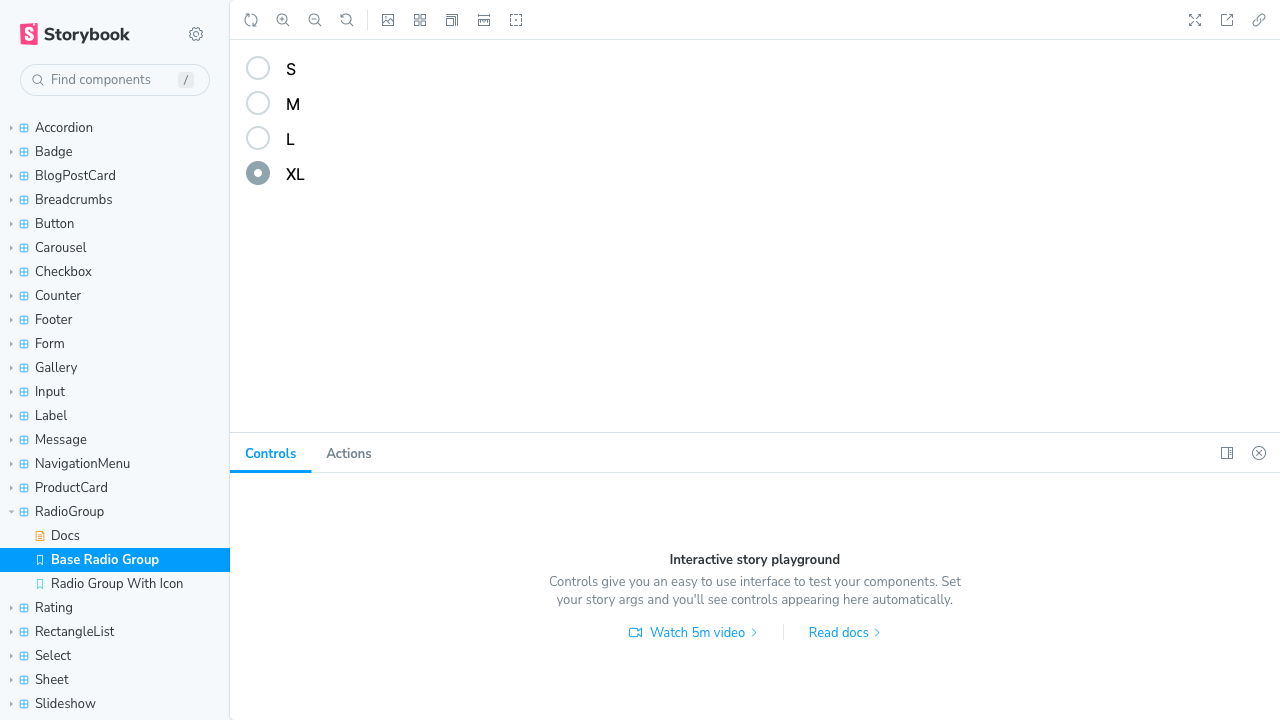 Storybook
Find components
/
Accordion
Badge
BlogPostCard
Breadcrumbs
Button
Carousel
Checkbox
Counter
Footer
Form
Gallery
Input
Label
Message
NavigationMenu
ProductCard
RadioGroup
Docs
Base Radio Group
Radio Group With Icon
Rating
RectangleList
Select
Sheet
Slideshow
S
M
L
XL
Controls
Actions
Interactive story playground
Controls give you an easy to use interface to test your components. Set
your story args and you'll see controls appearing here automatically.
Watch 5m video
Read docs